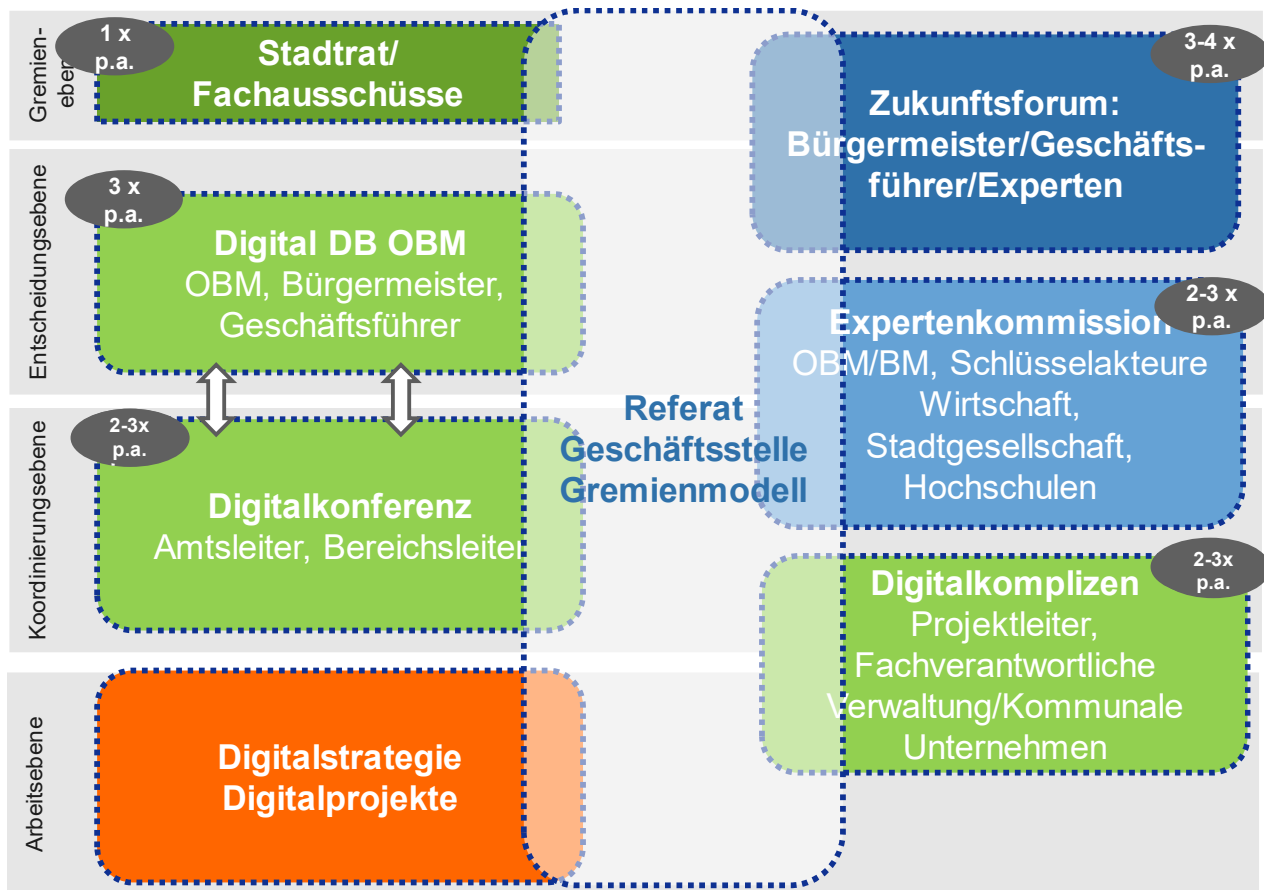 Gremien-
eben
1 x
p.a.
Stadtrat/
Fachausschüsse
3-4 x
p.a.
Zukunftsforum:
Bürgermeister/Geschäfts-
führer/Experten
Entscheidungsebene
3 x
p.a.
Digital DB OBM
OBM, Bürgermeister,
Geschäftsführer
2-3 x
p.a.
Expertenkommission
OBM/BM, Schlüsselakteure
Wirtschaft,
Stadtgesellschaft,
Hochschulen
Referat
Geschäftsstelle
Gremienmodell
Koordinierungsebene
2-3x
p.a.
Digitalkonferenz
Amtsleiter, Bereichsleiter
2-3x
p.a.
Digitalkomplizen
Projektleiter,
Fachverantwortliche
Verwaltung/Kommunale
Unternehmen
Arbeitsebene
Digitalstrategie
Digitalprojekte